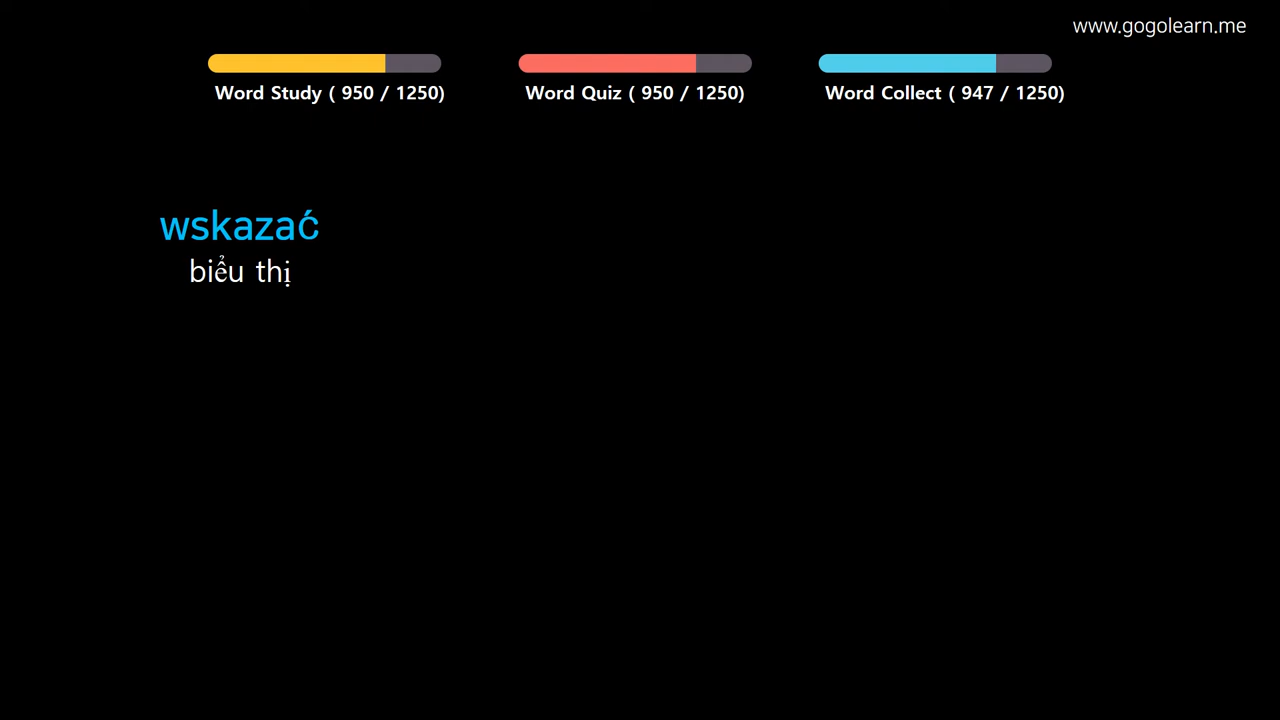 www.gogolearn.me
Word Study ( 950 / 1250)
Word Quiz ( 950 / 1250)
Word Collect ( 947 / 1250)
wskazać
biểu thị